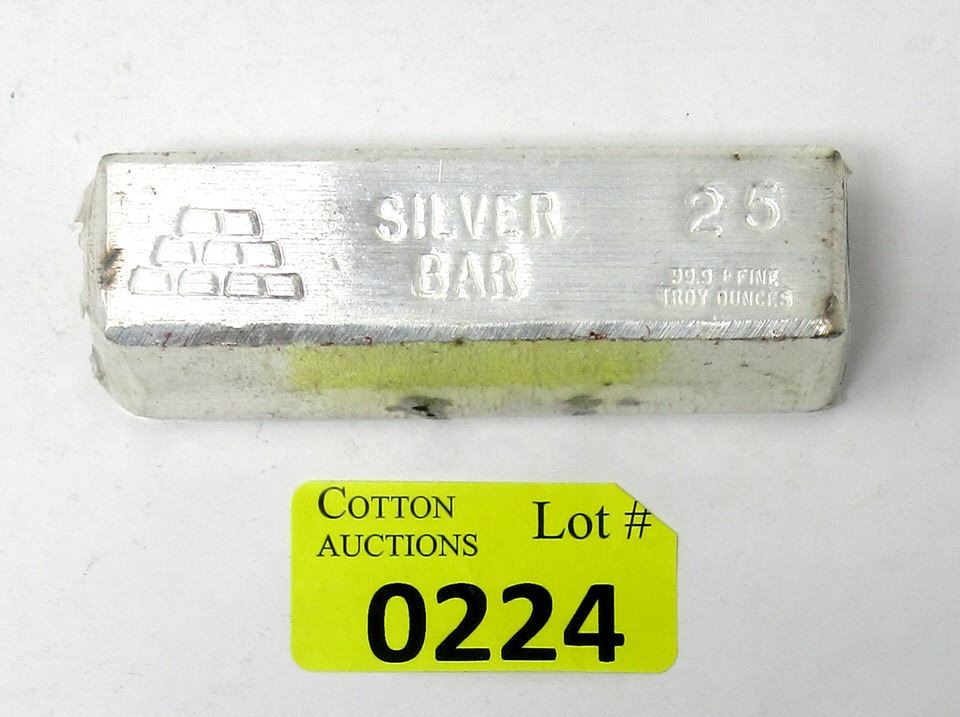 SILVER
BAR
25
99.9 + FINE
TROY OUNCES
COTTON
AUCTIONS
Lot #
0224